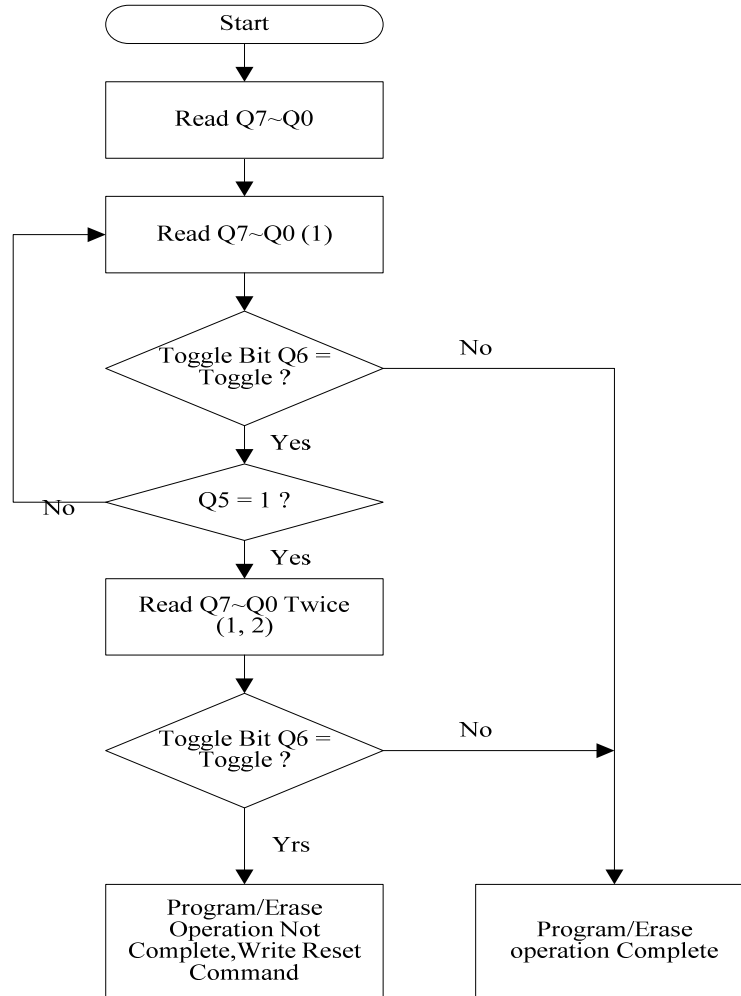 Start
Read Q7~Q0
Read Q7~Q0 (1)
Toggle Bit Q6 =
Toggle ?
No
Yes
Q5 = 1 ?
No
Yes
Read Q7~Q0 Twice
(1, 2)
Toggle Bit Q6 =
Toggle ?
No
Yrs
Program/Erase
Operation Not
Complete,Write Reset
Command
Program/Erase
operation Complete